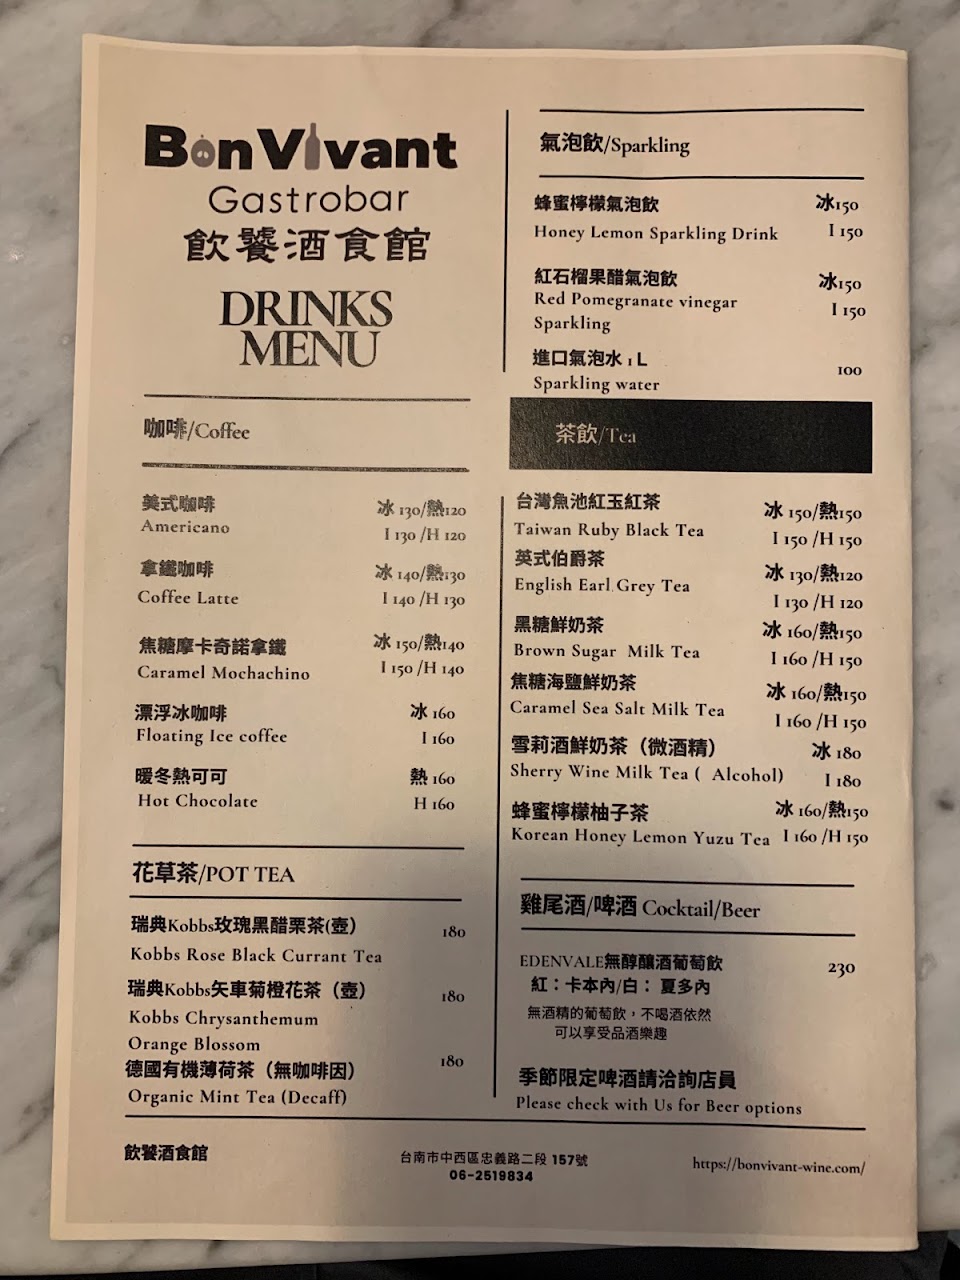 BonVivant
Gastrobar
飲饕酒食館
DRINKS
MENU
咖啡/Coffee
美式咖啡 冰 130/熱120
Americano I 130 /H 120
拿鐵咖啡 冰 140/熱130
Coffee Latte I 140 /H 130
焦糖摩卡奇諾拿鐵 冰 150/熱140
Caramel Mochachino I 150 /H 140
漂浮冰咖啡 冰 160
Floating Ice coffee I 160
暖冬熱可可 熱 160
Hot Chocolate H 160
花草茶/POT TEA
瑞典Kobbs玫瑰黑醋栗茶(壺） 180
Kobbs Rose Black Currant Tea
瑞典Kobbs矢車菊橙花茶（壺） 180
Kobbs Chrysanthemum
Orange Blossom
德國有機薄荷茶（無咖啡因） 180
Organic Mint Tea (Decaff)
氣泡飲/Sparkling
蜂蜜檸檬氣泡飲 冰150
Honey Lemon Sparkling Drink I 150
紅石榴果醋氣泡飲 冰150
Red Pomegranate vinegar I 150
Sparkling
進口氣泡水 1 L 100
Sparkling water
茶飲/Tea
台灣魚池紅玉紅茶 冰 150/熱150
Taiwan Ruby Black Tea I 150 /H 150
英式伯爵茶 冰 130/熱120
English Earl Grey Tea I 130 /H 120
黑糖鮮奶茶 冰 160/熱150
Brown Sugar Milk Tea I 160 /H 150
焦糖海鹽鮮奶茶 冰 160/熱150
Caramel Sea Salt Milk Tea I 160 /H 150
雪莉酒鮮奶茶（微酒精） 冰 180
Sherry Wine Milk Tea ( Alcohol) I 180
蜂蜜檸檬柚子茶 冰 160/熱150
Korean Honey Lemon Yuzu Tea I 160 /H 150
雞尾酒/啤酒 Cocktail/Beer
EDENVALE無醇釀酒葡萄飲 230
紅：卡本內/白： 夏多內
無酒精的葡萄飲，不喝酒依然
可以享受品酒樂趣
季節限定啤酒請洽詢店員
Please check with Us for Beer options
飲饕酒食館
台南市中西區忠義路二段 157號
06-2519834
https://bonvivant-wine.com/